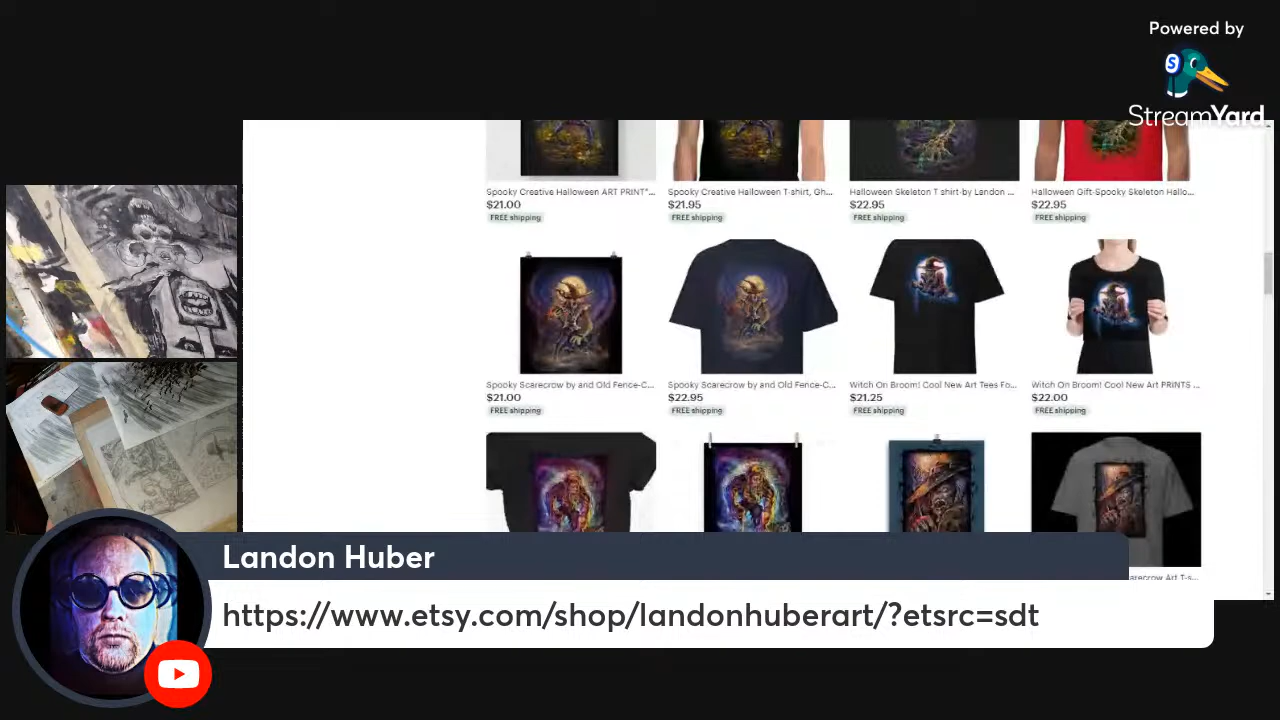 Powered by
StreamYard
Spooky Creative Halloween ART PRINT"...
$21.00
FREE shipping
Spooky Creative Halloween T-shirt, Gh...
$21.95
FREE shipping
Halloween Skeleton T shirt-by Landon ...
$22.95
FREE shipping
Halloween Gift-Spooky Skeleton Hallo...
$22.95
FREE shipping
Spooky Scarecrow by and Old Fence-C...
$21.00
FREE shipping
Spooky Scarecrow by and Old Fence-C...
$22.95
FREE shipping
Witch On Broom! Cool New Art Tees Fo...
$21.25
FREE shipping
Witch On Broom! Cool New Art PRINTS ...
$22.00
FREE shipping
Landon Huber
https://www.etsy.com/shop/landonhuberart/?etsrc=sdt